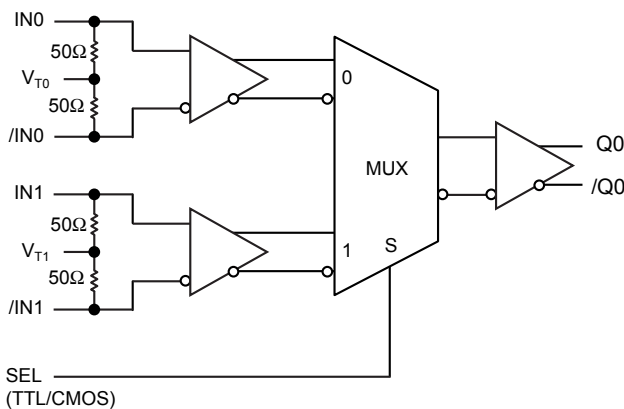 IN0
50Ω
VT0
50Ω
/IN0
0
MUX
Q0
/Q0
IN1
50Ω
VT1
50Ω
/IN1
1
S
SEL
(TTL/CMOS)